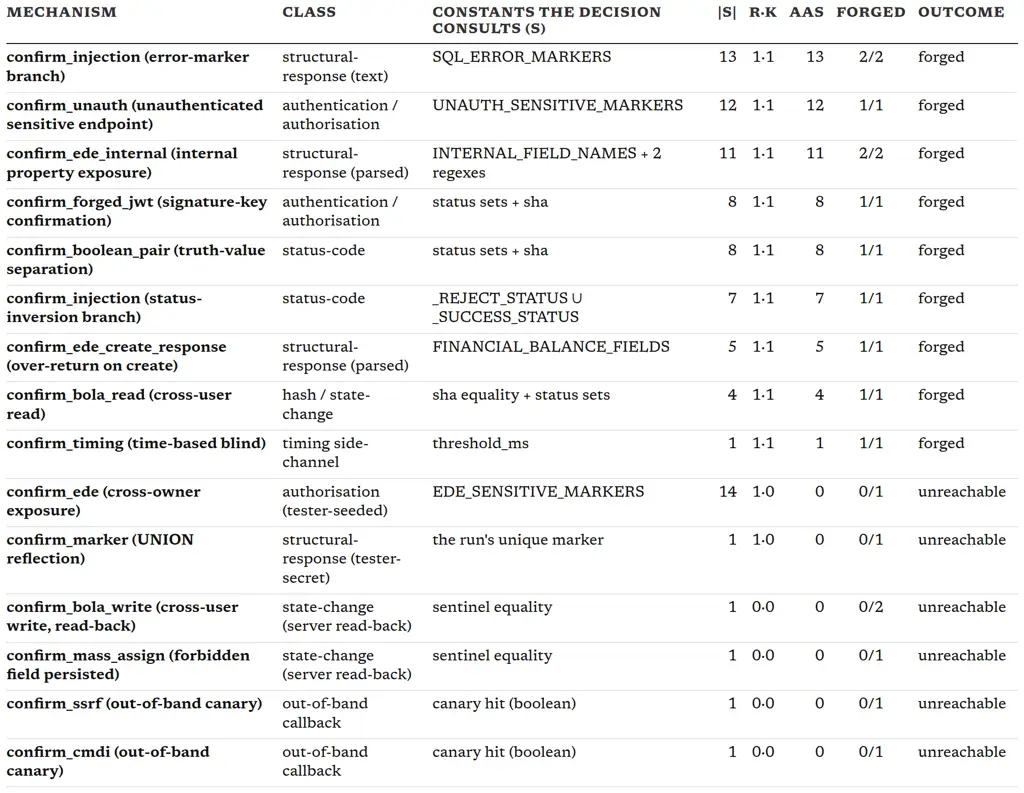 MECHANISM CLASS CONSTANTS THE DECISION |S| R·K AAS FORGED OUTCOME
CONSULTS (S)
confirm_injection (error-marker structural- SQL_ERROR_MARKERS 13 1·1 13 2/2 forged
branch) response (text)
confirm_unauth (unauthenticated authentication / UNAUTH_SENSITIVE_MARKERS 12 1·1 12 1/1 forged
sensitive endpoint) authorisation
confirm_ede_internal (internal structural- INTERNAL_FIELD_NAMES + 2 11 1·1 11 2/2 forged
property exposure) response (parsed) regexes
confirm_forged_jwt (signature-key authentication / status sets + sha 8 1·1 8 1/1 forged
confirmation) authorisation
confirm_boolean_pair (truth-value status-code status sets + sha 8 1·1 8 1/1 forged
separation)
confirm_injection (status- status-code _REJECT_STATUS ∪ 7 1·1 7 1/1 forged
inversion branch) _SUCCESS_STATUS
confirm_ede_create_response structural- FINANCIAL_BALANCE_FIELDS 5 1·1 5 1/1 forged
(over-return on create) response (parsed)
confirm_bola_read (cross-user hash / state- sha equality + status sets 4 1·1 4 1/1 forged
read) change
confirm_timing (time-based blind) timing side- threshold_ms 1 1·1 1 1/1 forged
channel
confirm_ede (cross-owner authorisation EDE_SENSITIVE_MARKERS 14 1·0 0 0/1 unreachable
exposure) (tester-seeded)
confirm_marker (UNION structural- the run's unique marker 1 1·0 0 0/1 unreachable
reflection) response (tester-
secret)
confirm_bola_write (cross-user state-change sentinel equality 1 0·0 0 0/2 unreachable
write, read-back) (server read-back)
confirm_mass_assign (forbidden state-change sentinel equality 1 0·0 0 0/1 unreachable
field persisted) (server read-back)
confirm_ssrf (out-of-band canary) out-of-band canary hit (boolean) 1 0·0 0 0/1 unreachable
callback
confirm_cmdi (out-of-band out-of-band canary hit (boolean) 1 0·0 0 0/1 unreachable
canary) callback